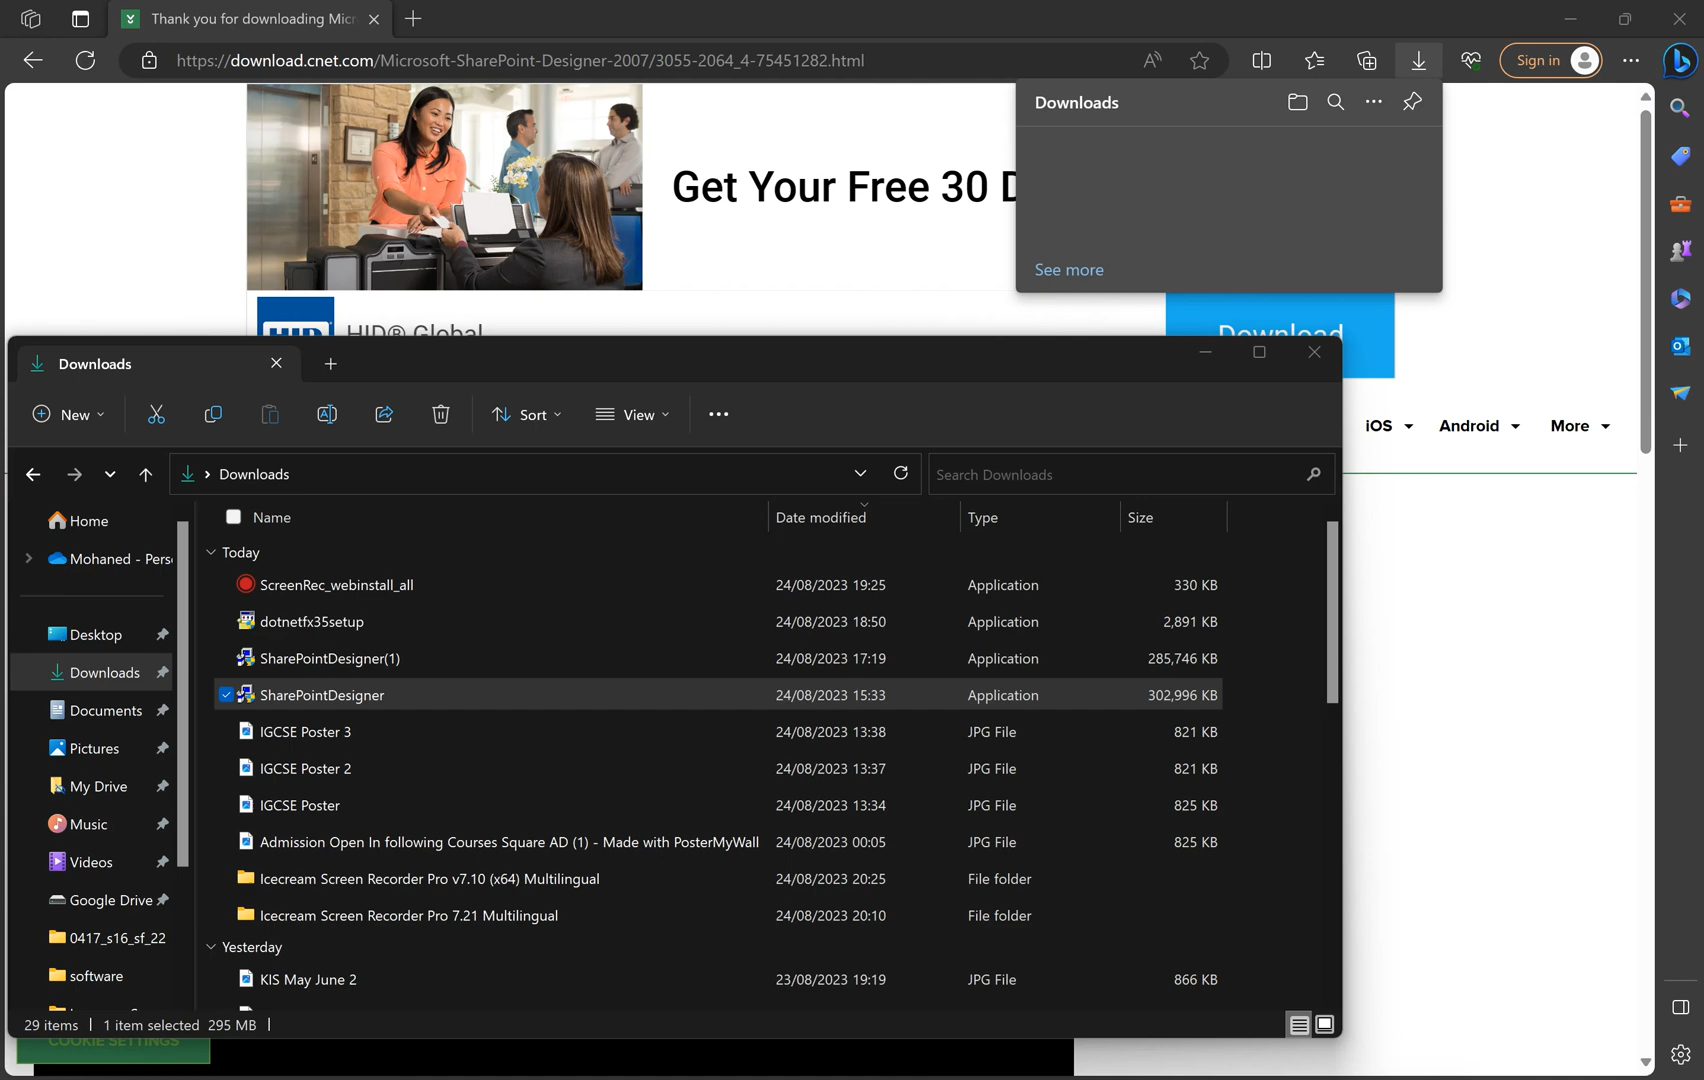 Thank you for downloading Micr
https://download.cnet.com/Microsoft-SharePoint-Designer-2007/3055-2064_4-75451282.html
Sign in
Downloads
See more
Get Your Free 30 D
HID
HID® Global
Download
iOS
Android
More
Downloads
New
Sort
View
Downloads
Search Downloads
Home
Mohaned - Pers
Desktop
Downloads
Documents
Pictures
My Drive
Music
Videos
Google Drive
0417_s16_sf_22
software
Name Date modified Type Size
Today
ScreenRec_webinstall_all 24/08/2023 19:25 Application 330 KB
dotnetfx35setup 24/08/2023 18:50 Application 2,891 KB
SharePointDesigner(1) 24/08/2023 17:19 Application 285,746 KB
SharePointDesigner 24/08/2023 15:33 Application 302,996 KB
IGCSE Poster 3 24/08/2023 13:38 JPG File 821 KB
IGCSE Poster 2 24/08/2023 13:37 JPG File 821 KB
IGCSE Poster 24/08/2023 13:34 JPG File 825 KB
Admission Open In following Courses Square AD (1) - Made with PosterMyWall 24/08/2023 00:05 JPG File 825 KB
Icecream Screen Recorder Pro v7.10 (x64) Multilingual 24/08/2023 20:25 File folder
Icecream Screen Recorder Pro 7.21 Multilingual 24/08/2023 20:10 File folder
Yesterday
KIS May June 2 23/08/2023 19:19 JPG File 866 KB
29 items 1 item selected 295 MB
COOKIE SETTINGS